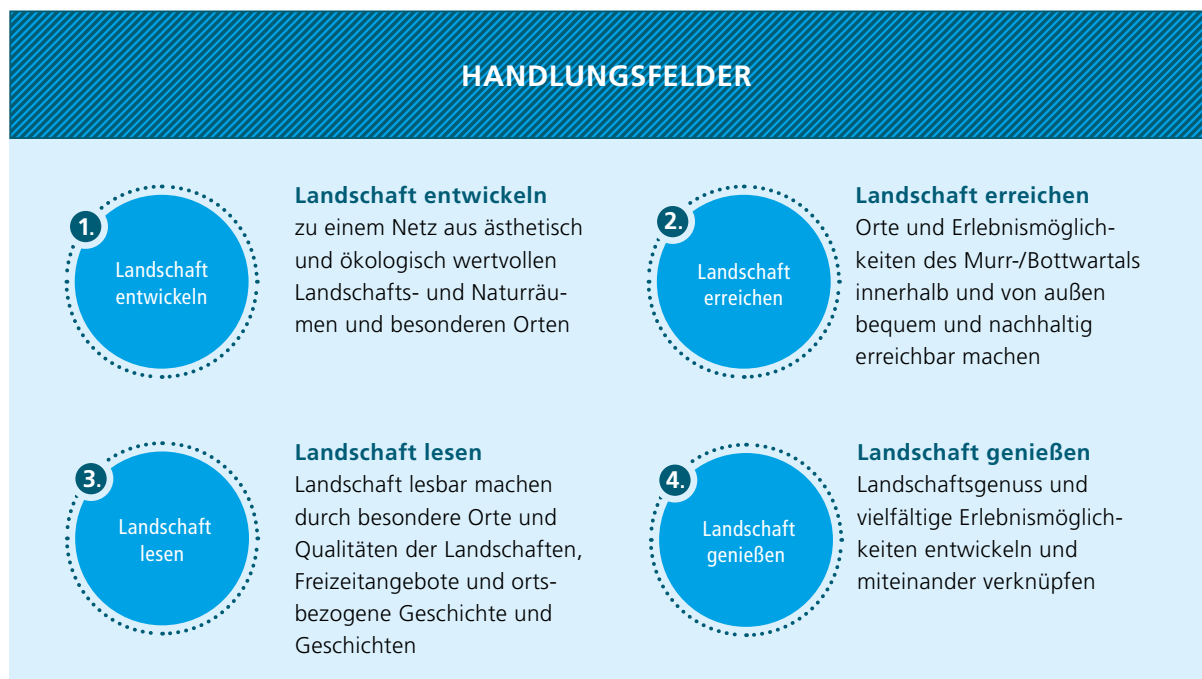 HANDLUNGSFELDER
1.
Landschaft
entwickeln
Landschaft entwickeln
zu einem Netz aus ästhetisch
und ökologisch wertvollen
Landschafts- und Naturräu-
men und besonderen Orten
2.
Landschaft
erreichen
Landschaft erreichen
Orte und Erlebnismöglich-
keiten des Murr-/Bottwartals
innerhalb und von außen
bequem und nachhaltig
erreichbar machen
3.
Landschaft
lesen
Landschaft lesen
Landschaft lesbar machen
durch besondere Orte und
Qualitäten der Landschaften,
Freizeitangebote und orts-
bezogene Geschichte und
Geschichten
4.
Landschaft
genießen
Landschaft genießen
Landschaftsgenuss und
vielfältige Erlebnismöglich-
keiten entwickeln und
miteinander verknüpfen